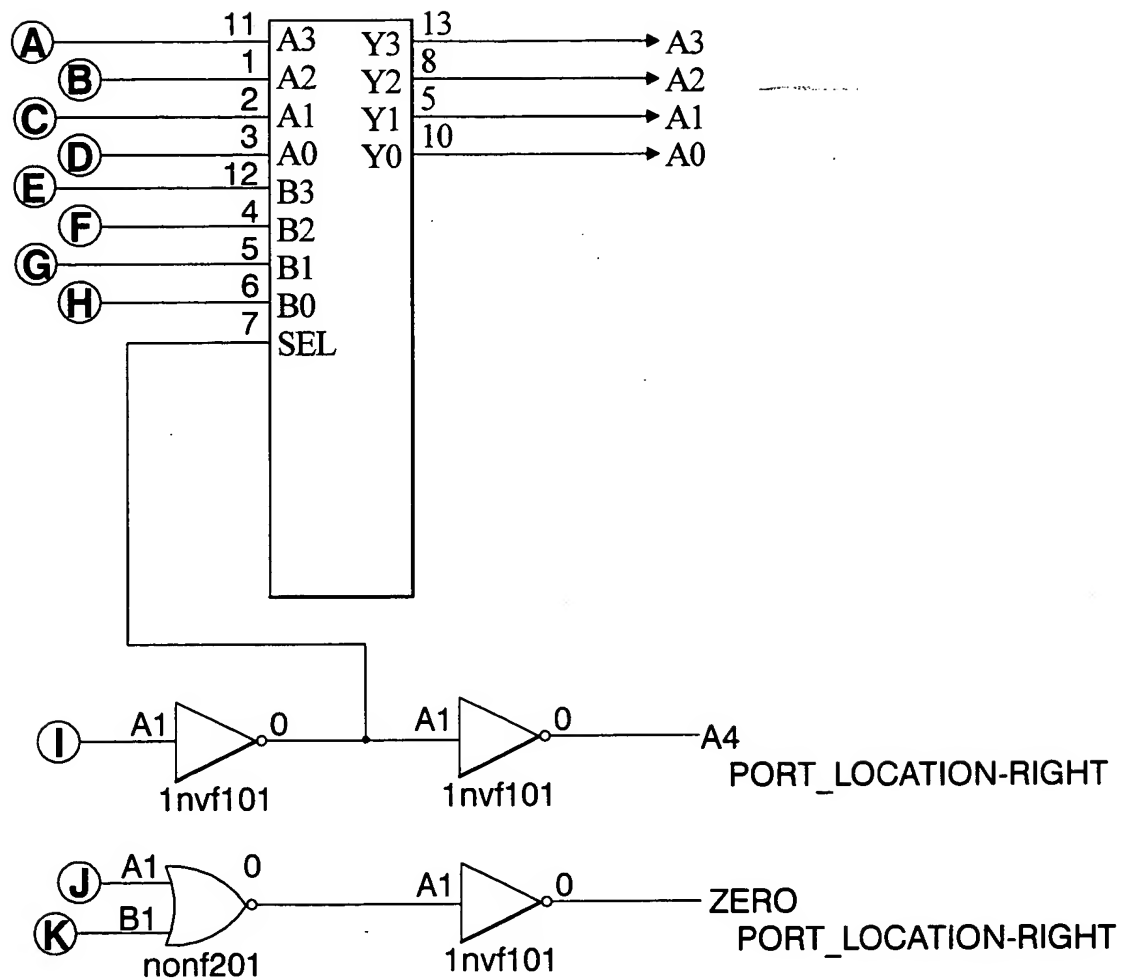 A 11 A3 Y3 13 A3
B 1 A2 Y2 8 A2
C 2 A1 Y1 5 A1
D 3 A0 Y0 10 A0
E 12 B3
F 4 B2
G 5 B1
H 6 B0
7 SEL
I A1 0 A1 0 A4
PORT_LOCATION-RIGHT
1nvf101 1nvf101
J A1 0 A1 0 ZERO
K B1
PORT_LOCATION-RIGHT
nonf201 1nvf101